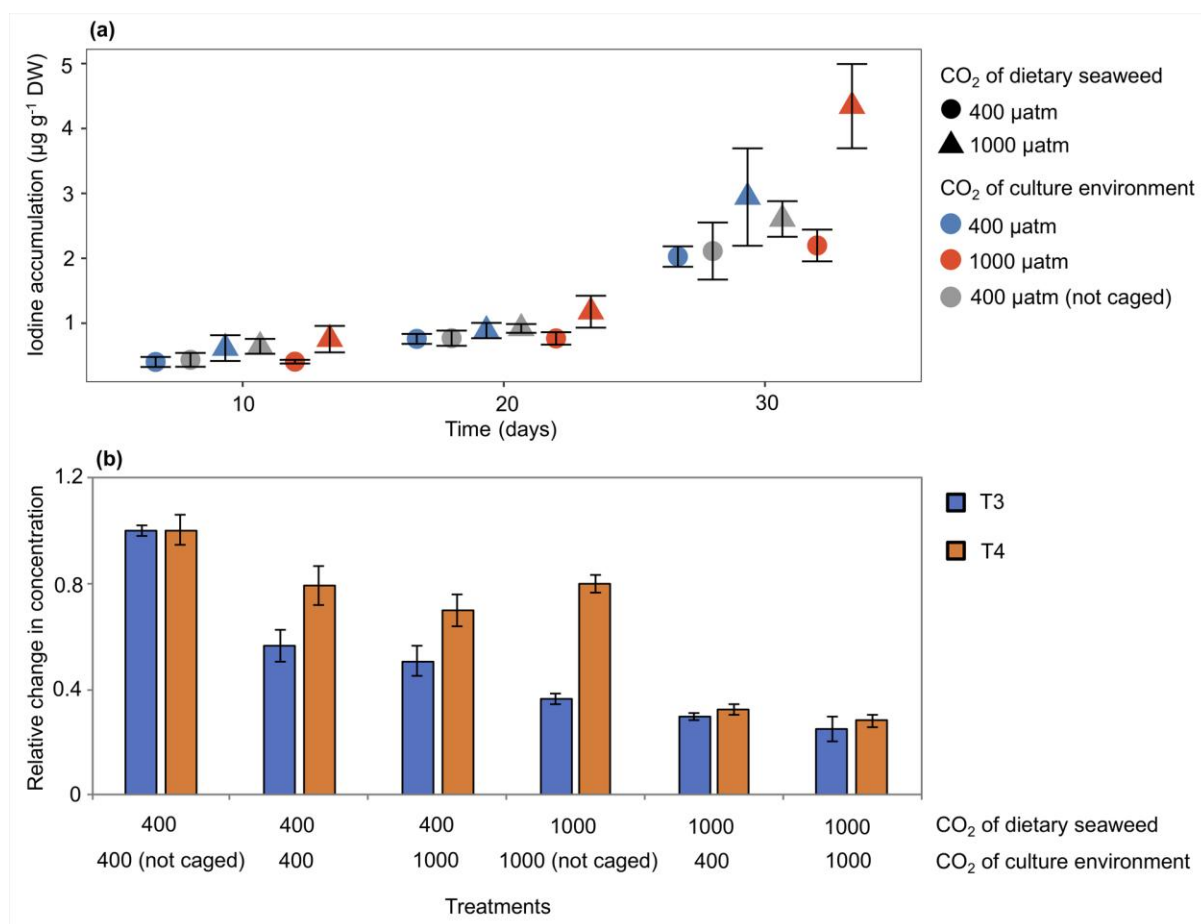 (a)
Iodine accumulation (µg g⁻¹ DW)
5
4
3
2
1
10 20 30
Time (days)
CO₂ of dietary seaweed
400 µatm
1000 µatm
CO₂ of culture environment
400 µatm
1000 µatm
400 µatm (not caged)
(b)
Relative change in concentration
1.2
0.8
0.4
0
T3
T4
400 400 400 1000 1000 1000 CO₂ of dietary seaweed
400 (not caged) 400 1000 1000 (not caged) 400 1000 CO₂ of culture environment
Treatments